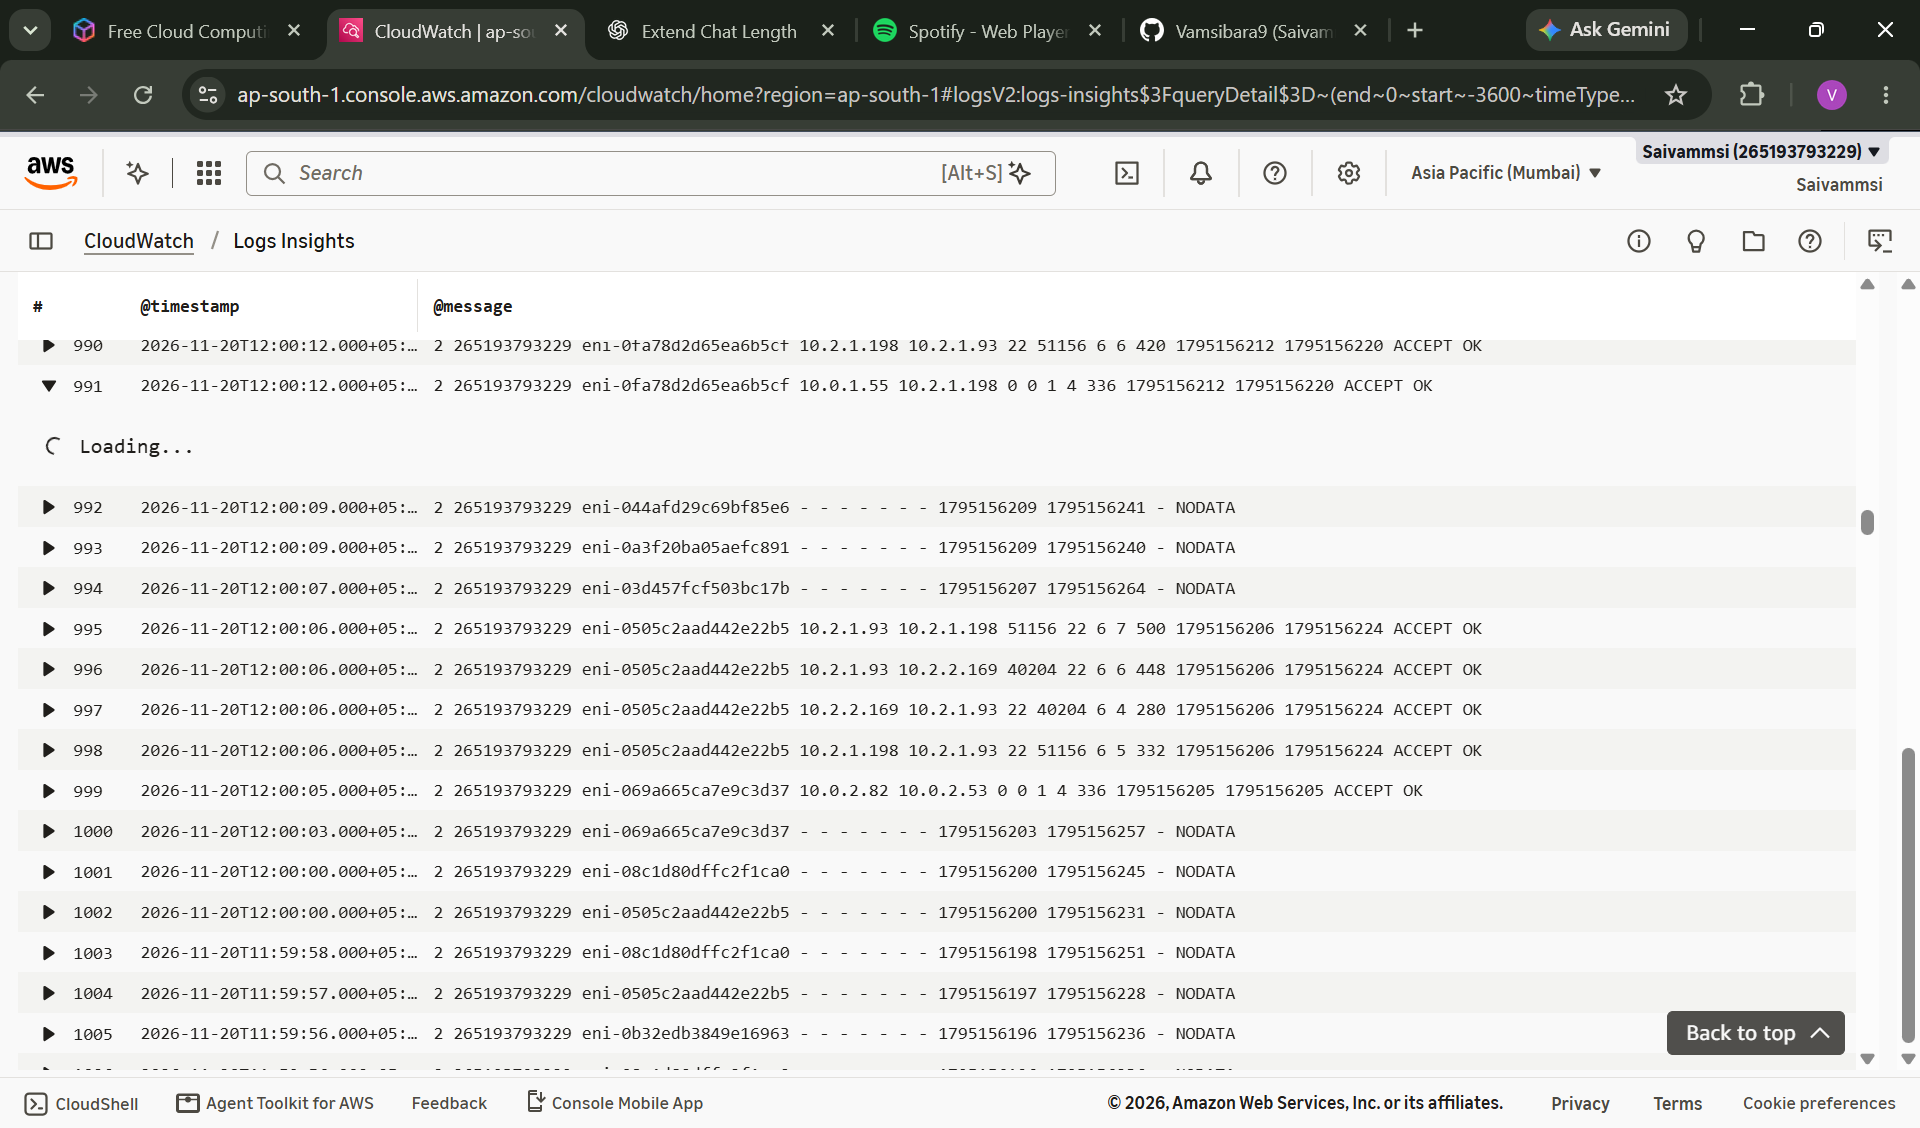 Free Cloud Computi
CloudWatch | ap-sou
Extend Chat Length
Spotify - Web Player
Vamsibara9 (Saivam
Ask Gemini
ap-south-1.console.aws.amazon.com/cloudwatch/home?region=ap-south-1#logsV2:logs-insights$3FqueryDetail$3D~(end~0~start~-3600~timeType...
V
aws
Search
[Alt+S]
Asia Pacific (Mumbai)
Saivammsi (265193793229)
Saivammsi
CloudWatch / Logs Insights
# @timestamp @message
990 2026-11-20T12:00:12.000+05:… 2 265193793229 eni-0fa78d2d65ea6b5cf 10.2.1.198 10.2.1.93 22 51156 6 6 420 1795156212 1795156220 ACCEPT OK
991 2026-11-20T12:00:12.000+05:… 2 265193793229 eni-0fa78d2d65ea6b5cf 10.0.1.55 10.2.1.198 0 0 1 4 336 1795156212 1795156220 ACCEPT OK
Loading...
992 2026-11-20T12:00:09.000+05:… 2 265193793229 eni-044afd29c69bf85e6 - - - - - - - 1795156209 1795156241 - NODATA
993 2026-11-20T12:00:09.000+05:… 2 265193793229 eni-0a3f20ba05aefc891 - - - - - - - 1795156209 1795156240 - NODATA
994 2026-11-20T12:00:07.000+05:… 2 265193793229 eni-03d457fcf503bc17b - - - - - - - 1795156207 1795156264 - NODATA
995 2026-11-20T12:00:06.000+05:… 2 265193793229 eni-0505c2aad442e22b5 10.2.1.93 10.2.1.198 51156 22 6 7 500 1795156206 1795156224 ACCEPT OK
996 2026-11-20T12:00:06.000+05:… 2 265193793229 eni-0505c2aad442e22b5 10.2.1.93 10.2.2.169 40204 22 6 6 448 1795156206 1795156224 ACCEPT OK
997 2026-11-20T12:00:06.000+05:… 2 265193793229 eni-0505c2aad442e22b5 10.2.2.169 10.2.1.93 22 40204 6 4 280 1795156206 1795156224 ACCEPT OK
998 2026-11-20T12:00:06.000+05:… 2 265193793229 eni-0505c2aad442e22b5 10.2.1.198 10.2.1.93 22 51156 6 5 332 1795156206 1795156224 ACCEPT OK
999 2026-11-20T12:00:05.000+05:… 2 265193793229 eni-069a665ca7e9c3d37 10.0.2.82 10.0.2.53 0 0 1 4 336 1795156205 1795156205 ACCEPT OK
1000 2026-11-20T12:00:03.000+05:… 2 265193793229 eni-069a665ca7e9c3d37 - - - - - - - 1795156203 1795156257 - NODATA
1001 2026-11-20T12:00:00.000+05:… 2 265193793229 eni-08c1d80dffc2f1ca0 - - - - - - - 1795156200 1795156245 - NODATA
1002 2026-11-20T12:00:00.000+05:… 2 265193793229 eni-0505c2aad442e22b5 - - - - - - - 1795156200 1795156231 - NODATA
1003 2026-11-20T11:59:58.000+05:… 2 265193793229 eni-08c1d80dffc2f1ca0 - - - - - - - 1795156198 1795156251 - NODATA
1004 2026-11-20T11:59:57.000+05:… 2 265193793229 eni-0505c2aad442e22b5 - - - - - - - 1795156197 1795156228 - NODATA
1005 2026-11-20T11:59:56.000+05:… 2 265193793229 eni-0b32edb3849e16963 - - - - - - - 1795156196 1795156236 - NODATA
Back to top
CloudShell
Agent Toolkit for AWS
Feedback
Console Mobile App
© 2026, Amazon Web Services, Inc. or its affiliates.
Privacy
Terms
Cookie preferences